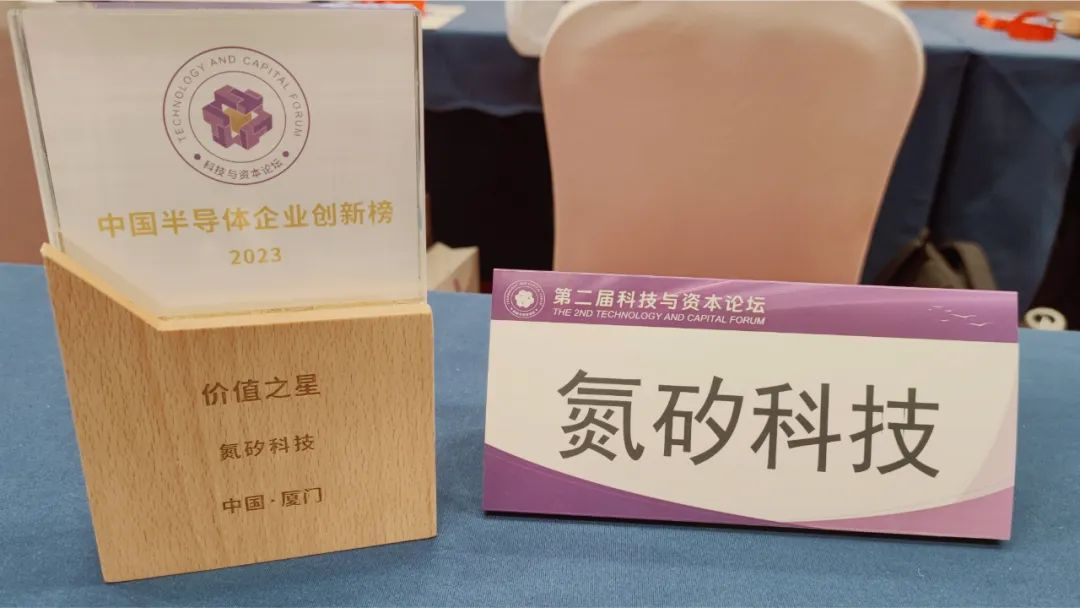 TECHNOLOGY AND CAPITAL FORUM
科技与资本论坛
中国半导体企业创新榜
2023
价值之星
氮矽科技
中国·厦门
第二届科技与资本论坛
THE 2ND TECHNOLOGY AND CAPITAL FORUM
氮矽科技